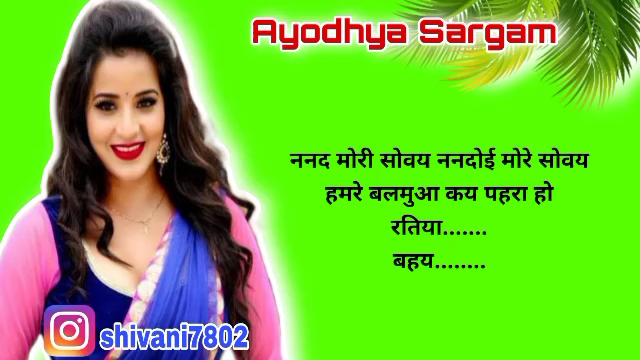 Ayodhya Sargam
ननद मोरी सोवय ननदोई मोरे सोवय
हमरे बलमुआ कय पहरा हो
रतिया.......
बहय........
shivani7802